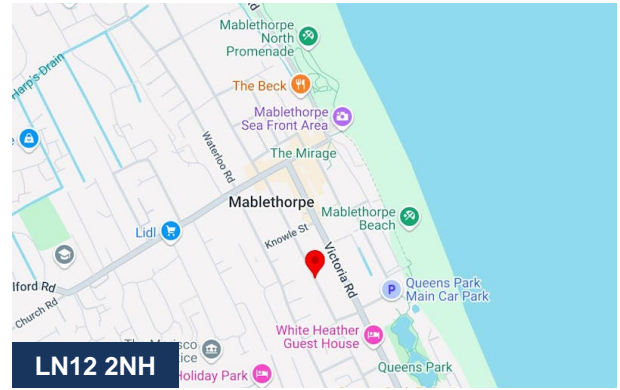 Rd
Mablethorpe
North
Promenade
Harp's Drain
The Beck
Mablethorpe
Sea Front Area
Waterloo Rd
The Mirage
Mablethorpe
Lidl
Knowle St
Mablethorpe
Beach
Victoria Rd
lford Rd
Church Rd
Queens Park
Main Car Park
P
White Heather
Guest House
Queens Park
Holiday Park
LN12 2NH